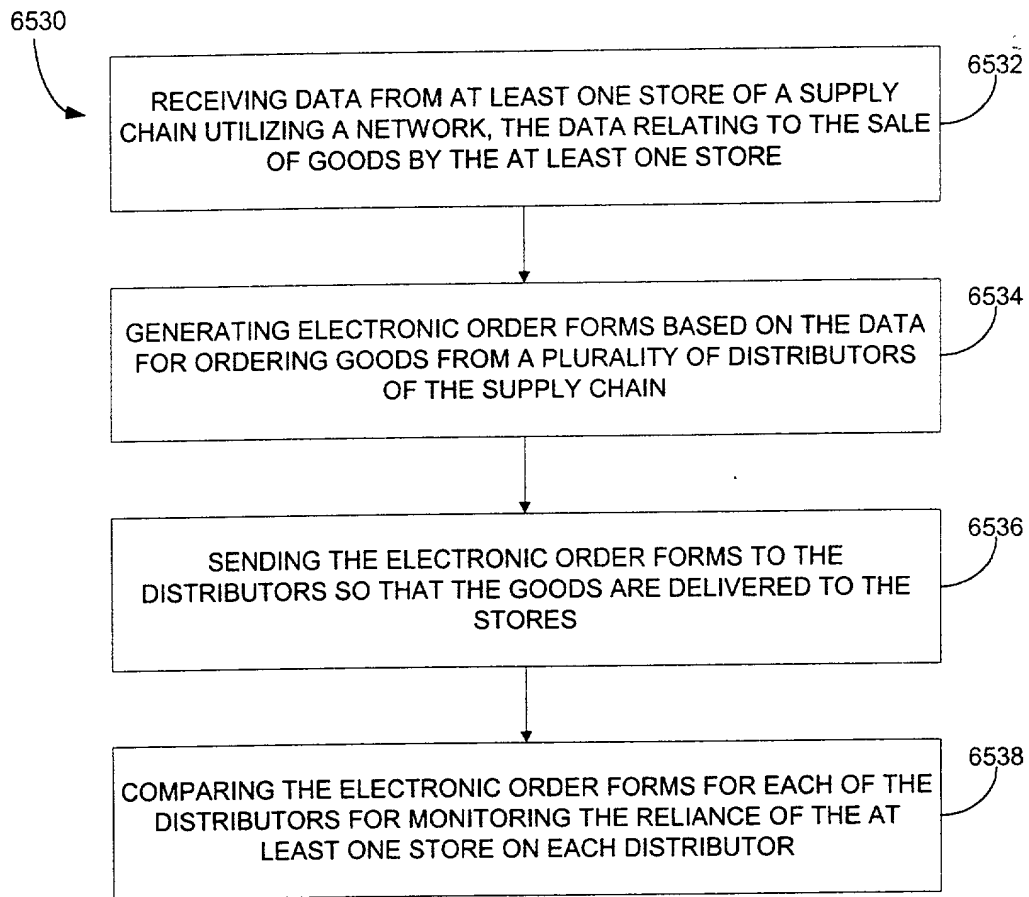 6530
6532
RECEIVING DATA FROM AT LEAST ONE STORE OF A SUPPLY
CHAIN UTILIZING A NETWORK, THE DATA RELATING TO THE SALE
OF GOODS BY THE AT LEAST ONE STORE
6534
GENERATING ELECTRONIC ORDER FORMS BASED ON THE DATA
FOR ORDERING GOODS FROM A PLURALITY OF DISTRIBUTORS
OF THE SUPPLY CHAIN
6536
SENDING THE ELECTRONIC ORDER FORMS TO THE
DISTRIBUTORS SO THAT THE GOODS ARE DELIVERED TO THE
STORES
6538
COMPARING THE ELECTRONIC ORDER FORMS FOR EACH OF THE
DISTRIBUTORS FOR MONITORING THE RELIANCE OF THE AT
LEAST ONE STORE ON EACH DISTRIBUTOR